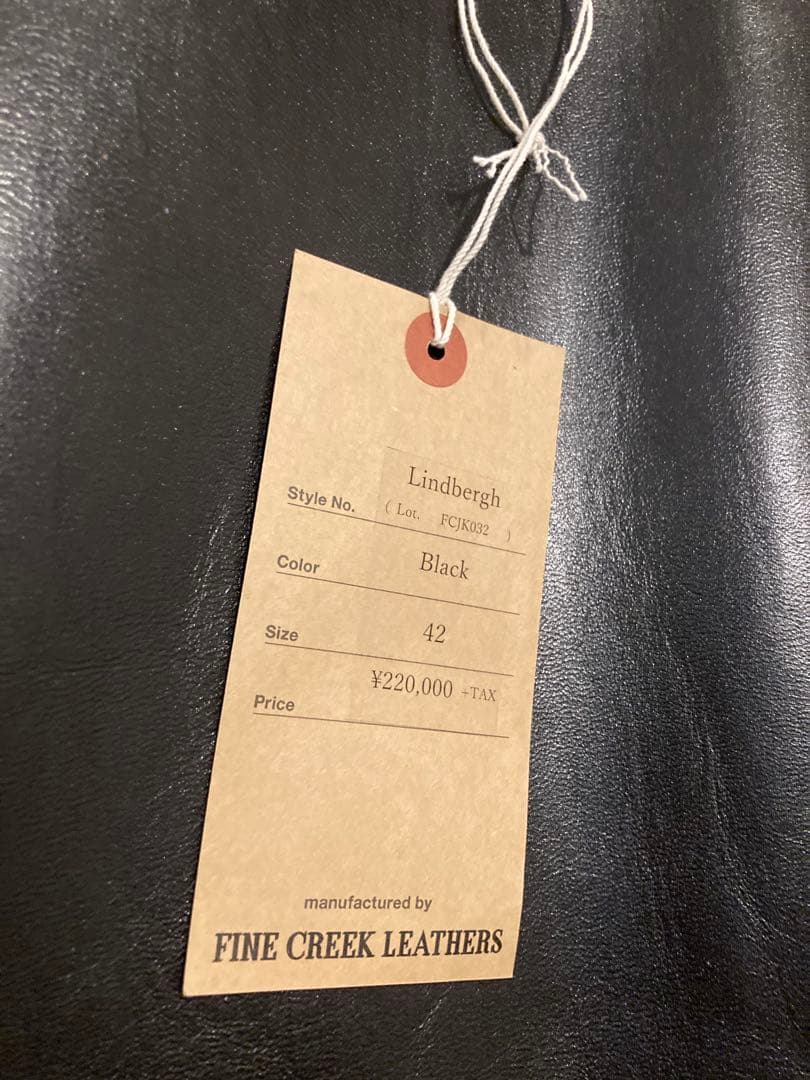 Style No. Lindbergh
( Lot. FCJK032 )
Color Black
Size 42
Price ¥220,000 +TAX
manufactured by
FINE CREEK LEATHERS